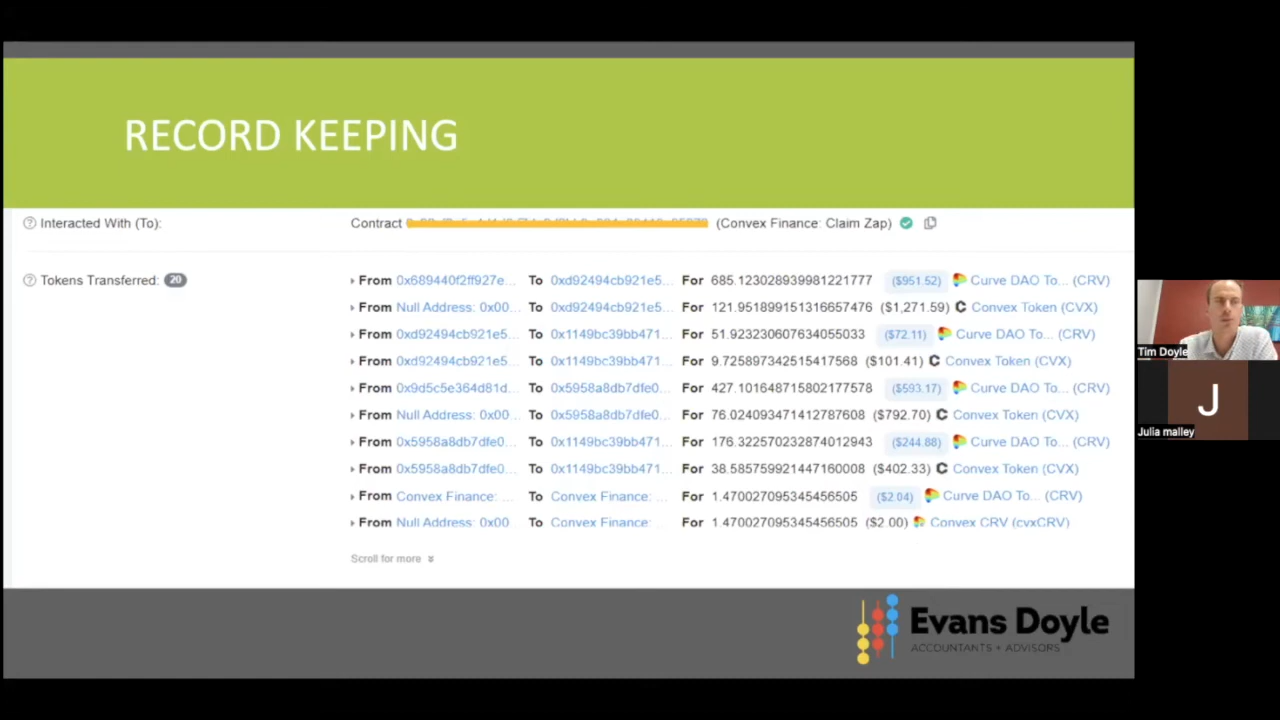 RECORD KEEPING
Interacted With (To): Contract (Convex Finance: Claim Zap)
Tokens Transferred: 20
From 0x689440f2ff927e... To 0xd92494cb921e5... For 685.123028939981221777 ($951.52) Curve DAO To... (CRV)
From Null Address: 0x00... To 0xd92494cb921e5... For 121.951899151316657476 ($1,271.59) Convex Token (CVX)
From 0xd92494cb921e5... To 0x1149bc39bb471... For 51.923230607634055033 ($72.11) Curve DAO To... (CRV)
From 0xd92494cb921e5... To 0x1149bc39bb471... For 9.725897342515417568 ($101.41) Convex Token (CVX)
From 0x9d5c5e364d81d... To 0x5958a8db7dfe0... For 427.101648715802177578 ($593.17) Curve DAO To... (CRV)
From Null Address: 0x00... To 0x5958a8db7dfe0... For 76.024093471412787608 ($792.70) Convex Token (CVX)
From 0x5958a8db7dfe0... To 0x1149bc39bb471... For 176.322570232874012943 ($244.88) Curve DAO To... (CRV)
From 0x5958a8db7dfe0... To 0x1149bc39bb471... For 38.585759921447160008 ($402.33) Convex Token (CVX)
From Convex Finance: ... To Convex Finance: ... For 1.470027095345456505 ($2.04) Curve DAO To... (CRV)
From Null Address: 0x00 To Convex Finance: For 1.470027095345456505 ($2.00) Convex CRV (cvxCRV)
Scroll for more
Evans Doyle
ACCOUNTANTS + ADVISORS
Tim Doyle
J
Julia malley